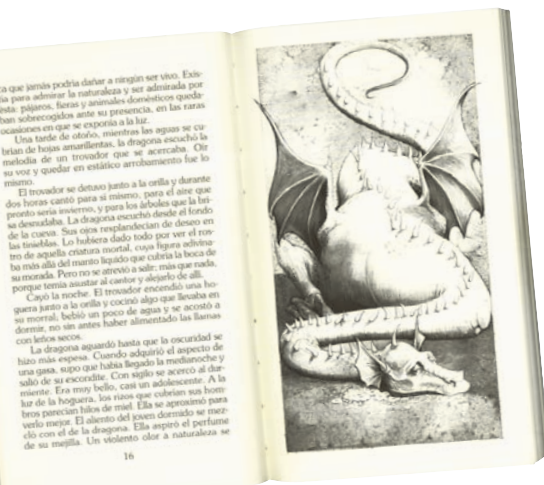 ca que jamás podría dañar a ningún ser vivo. Exis-
tía para admirar la naturaleza y ser admirada por
ésta: pájaros, fieras y animales domésticos queda-
ban sobrecogidos ante su presencia, en las raras
ocasiones en que se exponía a la luz.
Una tarde de otoño, mientras las aguas se cu-
brían de hojas amarillentas, la dragona escuchó la
melodía de un trovador que se acercaba. Oír
su voz y quedar en estático arrobamiento fue lo
mismo.
El trovador se detuvo junto a la orilla y durante
dos horas cantó para sí mismo, para el aire que
pronto sería invierno, y para los árboles que la bri-
sa desnudaba. La dragona escuchó desde el fondo
de la cueva. Sus ojos resplandecían de deseo en
las tinieblas. Lo hubiera dado todo por ver el ros-
tro de aquella criatura mortal, cuya figura adivina-
ba más allá del manto líquido que cubría la boca de
su morada. Pero no se atrevió a salir; más que nada,
porque temía asustar al cantor y alejarlo de allí.
Cayó la noche. El trovador encendió una ho-
guera junto a la orilla y cocinó algo que llevaba en
su morral; bebió un poco de agua y se acostó a
dormir, no sin antes haber alimentado las llamas
con leños secos.
La dragona aguardó hasta que la oscuridad se
hizo más espesa. Cuando adquirió el aspecto de
una gasa, supo que había llegado la medianoche y
salió de su escondite. Con sigilo se acercó al dur-
miente. Era muy bello, casi un adolescente. A la
luz de la hoguera, los rizos que cubrían sus hom-
bros parecían hilos de miel. Ella se aproximó para
verlo mejor. El aliento del joven dormido se mez-
cló con el de la dragona. Ella aspiró el perfume
de su mejilla. Un violento olor a naturaleza se
16